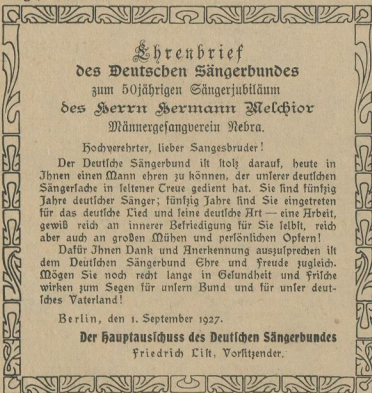 Ehrenbrief
des Deutschen Sängerbundes
zum 50jährigen Sängerjubiläum
des Herrn Hermann Melchior
Männergesangverein Nebra.
Hochverehrter, lieber Sangesbruder!
Der Deutsche Sängerbund ist stolz darauf, heute in
Ihnen einen Mann ehren zu können, der unserer deutschen
Sängersache in seltener Treue gedient hat. Sie sind fünfzig
Jahre deutscher Sänger; fünfzig Jahre sind Sie eingetreten
für das deutsche Lied und seine deutsche Art — eine Arbeit,
gewiß reich an innerer Befriedigung für Sie selbst, reich
aber auch an großen Mühen und persönlichen Opfern!
Dafür Ihnen Dank und Anerkennung auszusprechen ist
dem Deutschen Sängerbund Ehre und Freude zugleich.
Mögen Sie noch recht lange in Gesundheit und Frische
wirken zum Segen für unsern Bund und für unser deut-
sches Vaterland!
Berlin, den 1. September 1927.
Der Hauptausschuss des Deutschen Sängerbundes
Friedrich List, Vorsitzender.